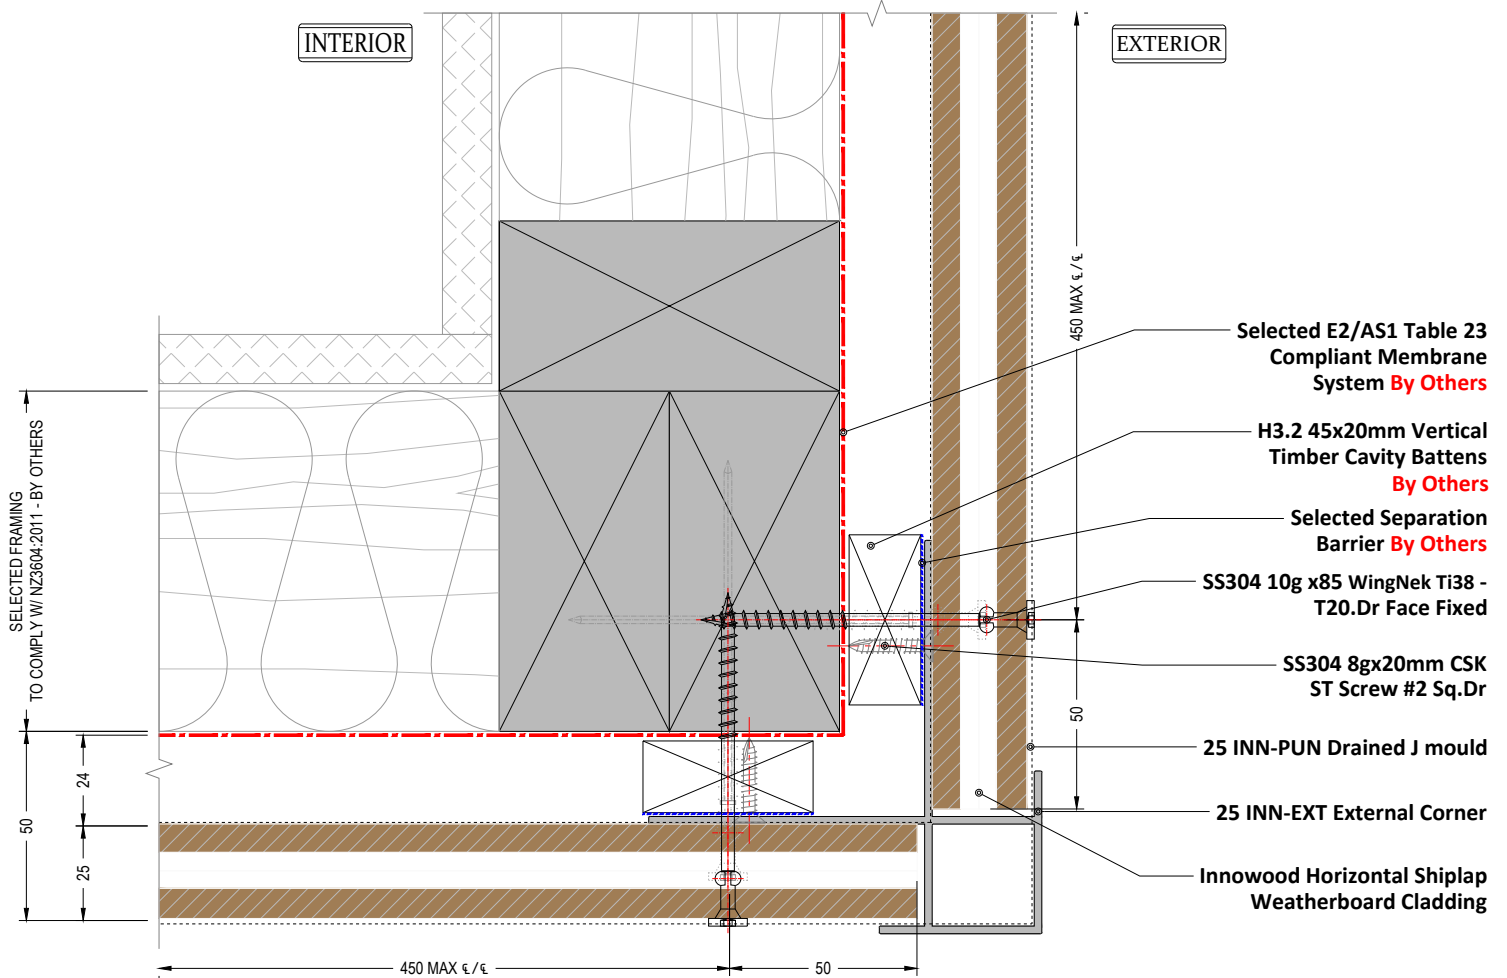 INTERIOR
EXTERIOR
450 MAX ℄/℄
Selected E2/AS1 Table 23
Compliant Membrane
System By Others
H3.2 45x20mm Vertical
Timber Cavity Battens
By Others
Selected Separation
Barrier By Others
SS304 10g x85 WingNek Ti38 -
T20.Dr Face Fixed
SS304 8gx20mm CSK
ST Screw #2 Sq.Dr
25 INN-PUN Drained J mould
25 INN-EXT External Corner
Innowood Horizontal Shiplap
Weatherboard Cladding
50
SELECTED FRAMING
TO COMPLY W/ NZ3604:2011 - BY OTHERS
24
50
25
450 MAX ℄/℄
50